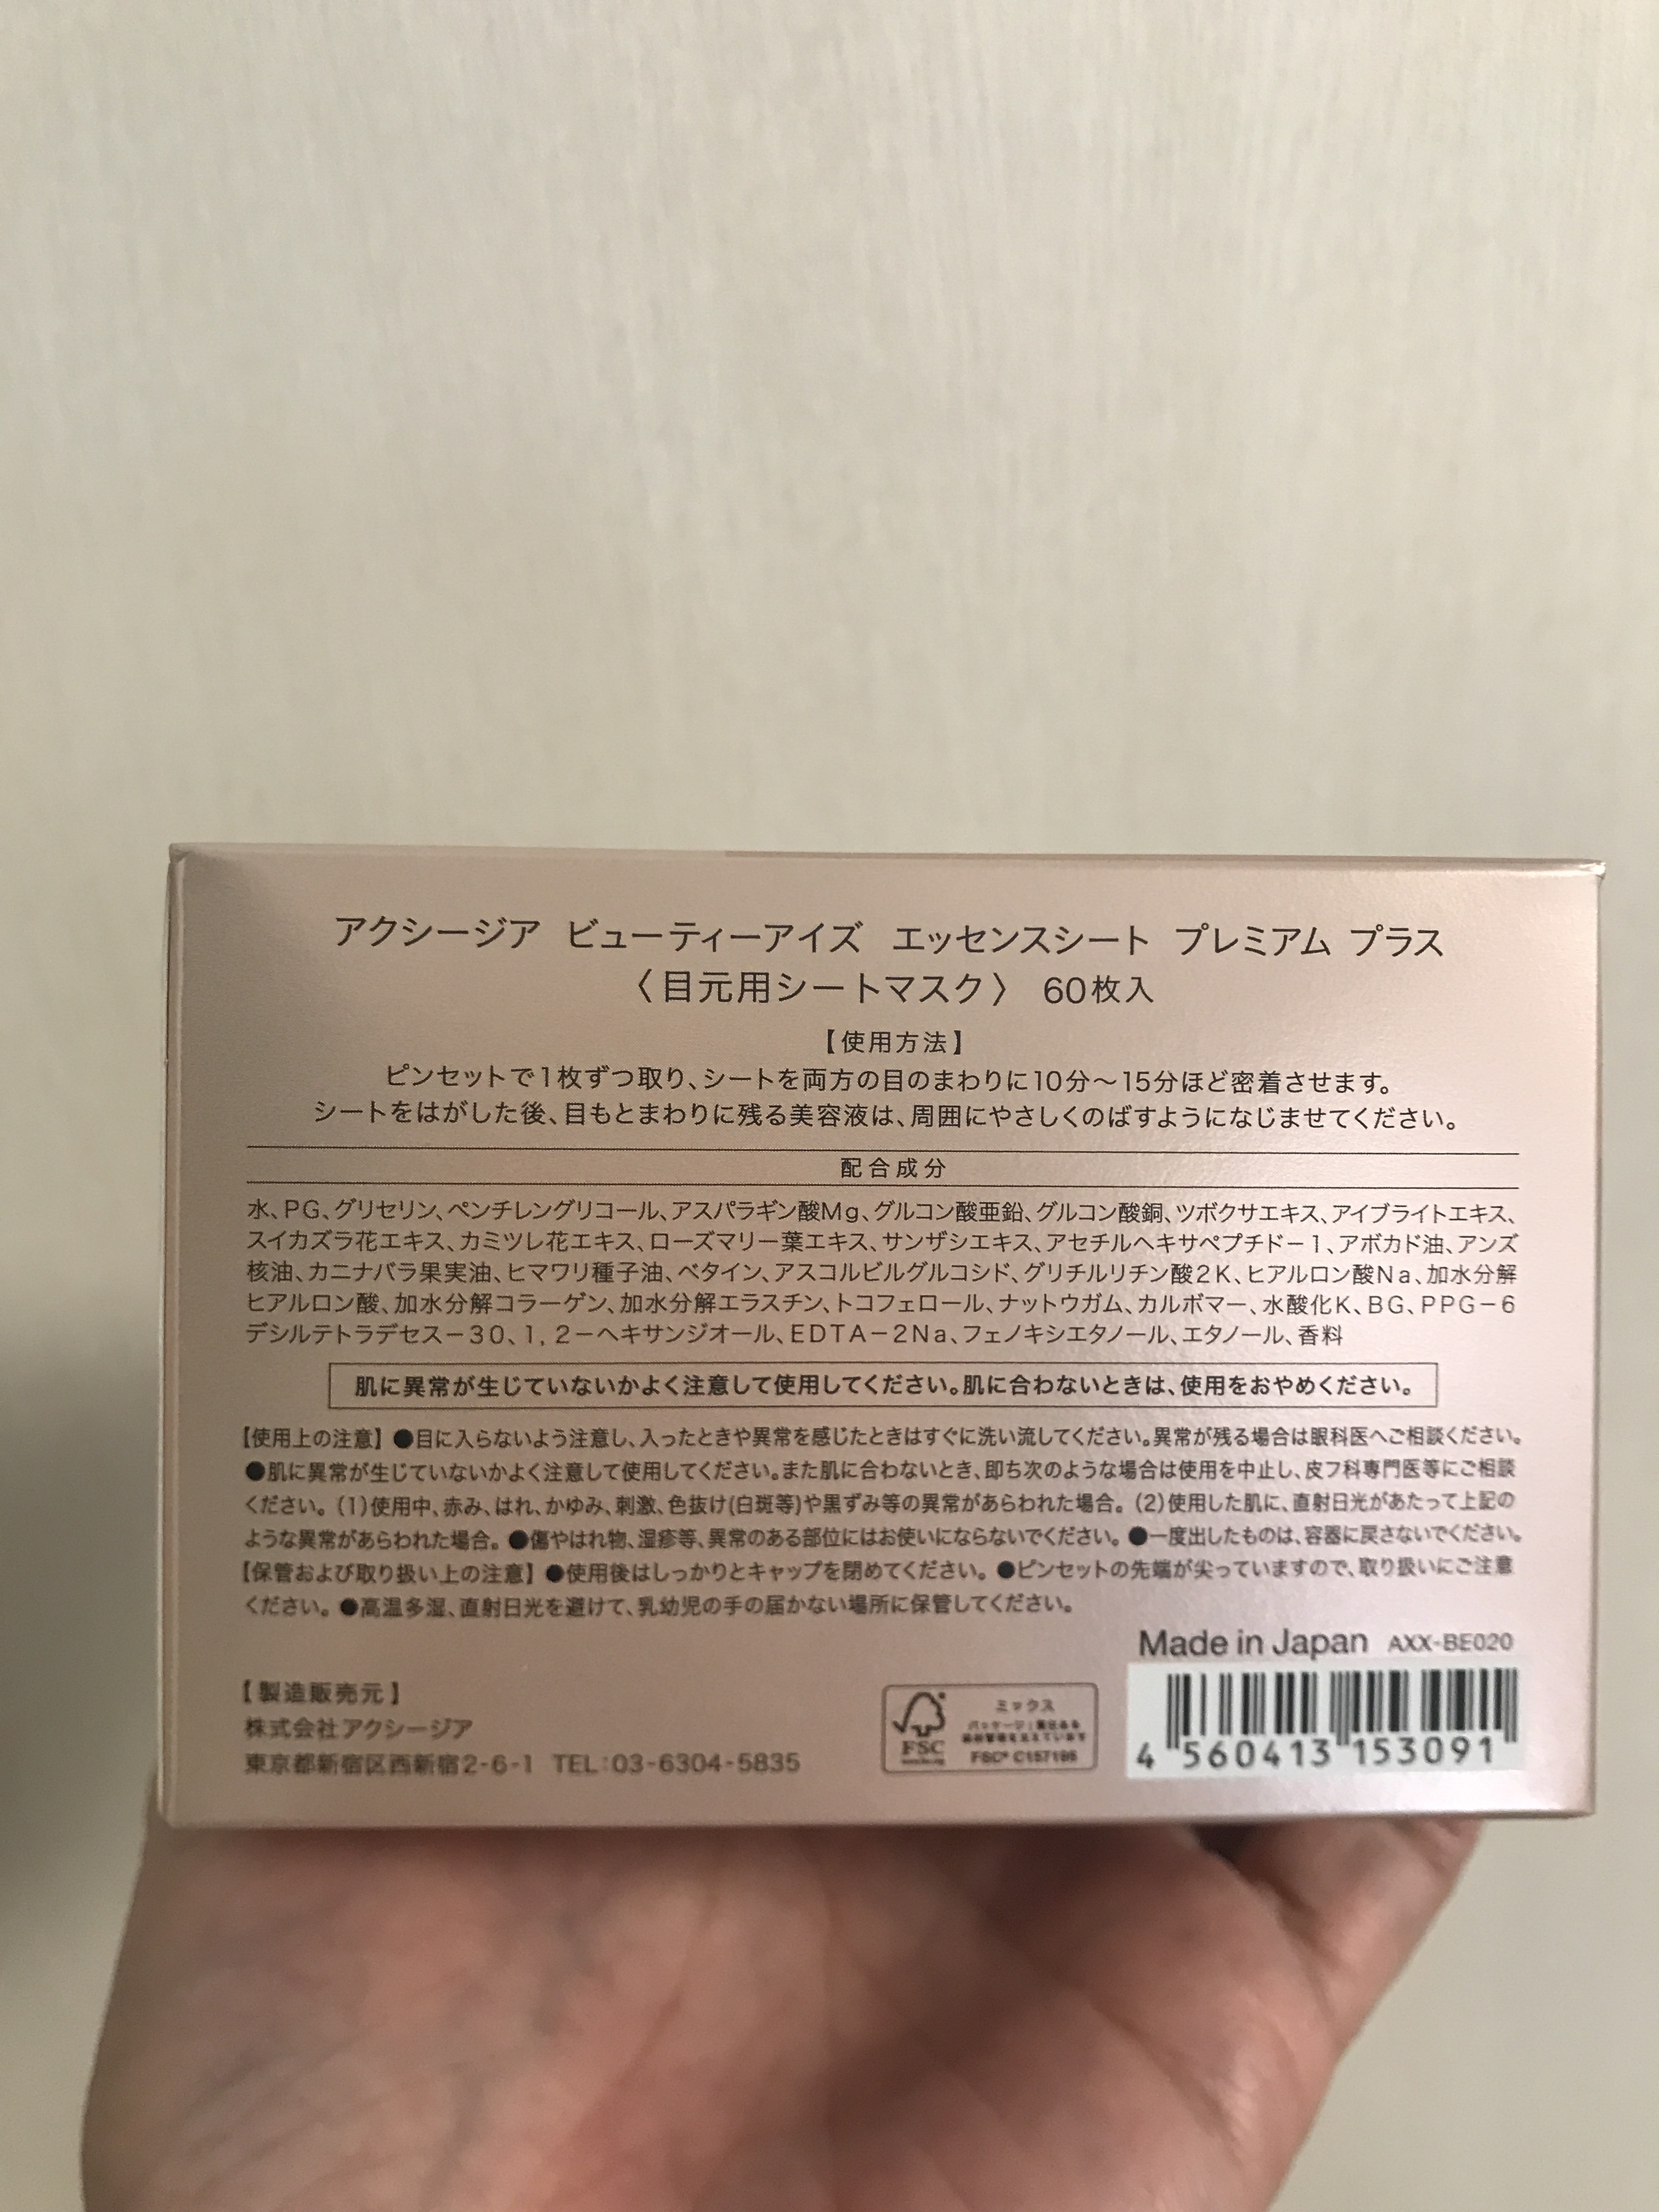 アクシージア ビューティーアイズ エッセンスシート プレミアム プラス
〈目元用シートマスク〉 60枚入
【使用方法】
ピンセットで1枚ずつ取り、シートを両方の目のまわりに10分～15分ほど密着させます。
シートをはがした後、目もとまわりに残る美容液は、周囲にやさしくのばすようになじませてください。
配合成分
水、PG、グリセリン、ペンチレングリコール、アスパラギン酸Mg、グルコン酸亜鉛、グルコン酸銅、ツボクサエキス、アイブライトエキス、
スイカズラ花エキス、カミツレ花エキス、ローズマリー葉エキス、サンザシエキス、アセチルヘキサペプチド－1、アボカド油、アンズ
核油、カニナバラ果実油、ヒマワリ種子油、ベタイン、アスコルビルグルコシド、グリチルリチン酸2K、ヒアルロン酸Na、加水分解
ヒアルロン酸、加水分解コラーゲン、加水分解エラスチン、トコフェロール、ナットウガム、カルボマー、水酸化K、BG、PPG－6
デシルテトラデセス－30、1, 2－ヘキサンジオール、EDTA－2Na、フェノキシエタノール、エタノール、香料
肌に異常が生じていないかよく注意して使用してください。肌に合わないときは、使用をおやめください。
【使用上の注意】 ●目に入らないよう注意し、入ったときや異常を感じたときはすぐに洗い流してください。異常が残る場合は眼科医へご相談ください。
●肌に異常が生じていないかよく注意して使用してください。また肌に合わないとき、即ち次のような場合は使用を中止し、皮フ科専門医等にご相談
ください。(1)使用中、赤み、はれ、かゆみ、刺激、色抜け(白斑等)や黒ずみ等の異常があらわれた場合。(2)使用した肌に、直射日光があたって上記の
ような異常があらわれた場合。 ●傷やはれ物、湿疹等、異常のある部位にはお使いにならないでください。 ●一度出したものは、容器に戻さないでください。
【保管および取り扱い上の注意】 ●使用後はしっかりとキャップを閉めてください。 ●ピンセットの先端が尖っていますので、取り扱いにご注意
ください。 ●高温多湿、直射日光を避けて、乳幼児の手の届かない場所に保管してください。
Made in Japan AXX-BE020
【製造販売元】
株式会社アクシージア
東京都新宿区西新宿2-6-1 TEL:03-6304-5835
FSC
ミックス
FSC® C157195
4 560413 153091